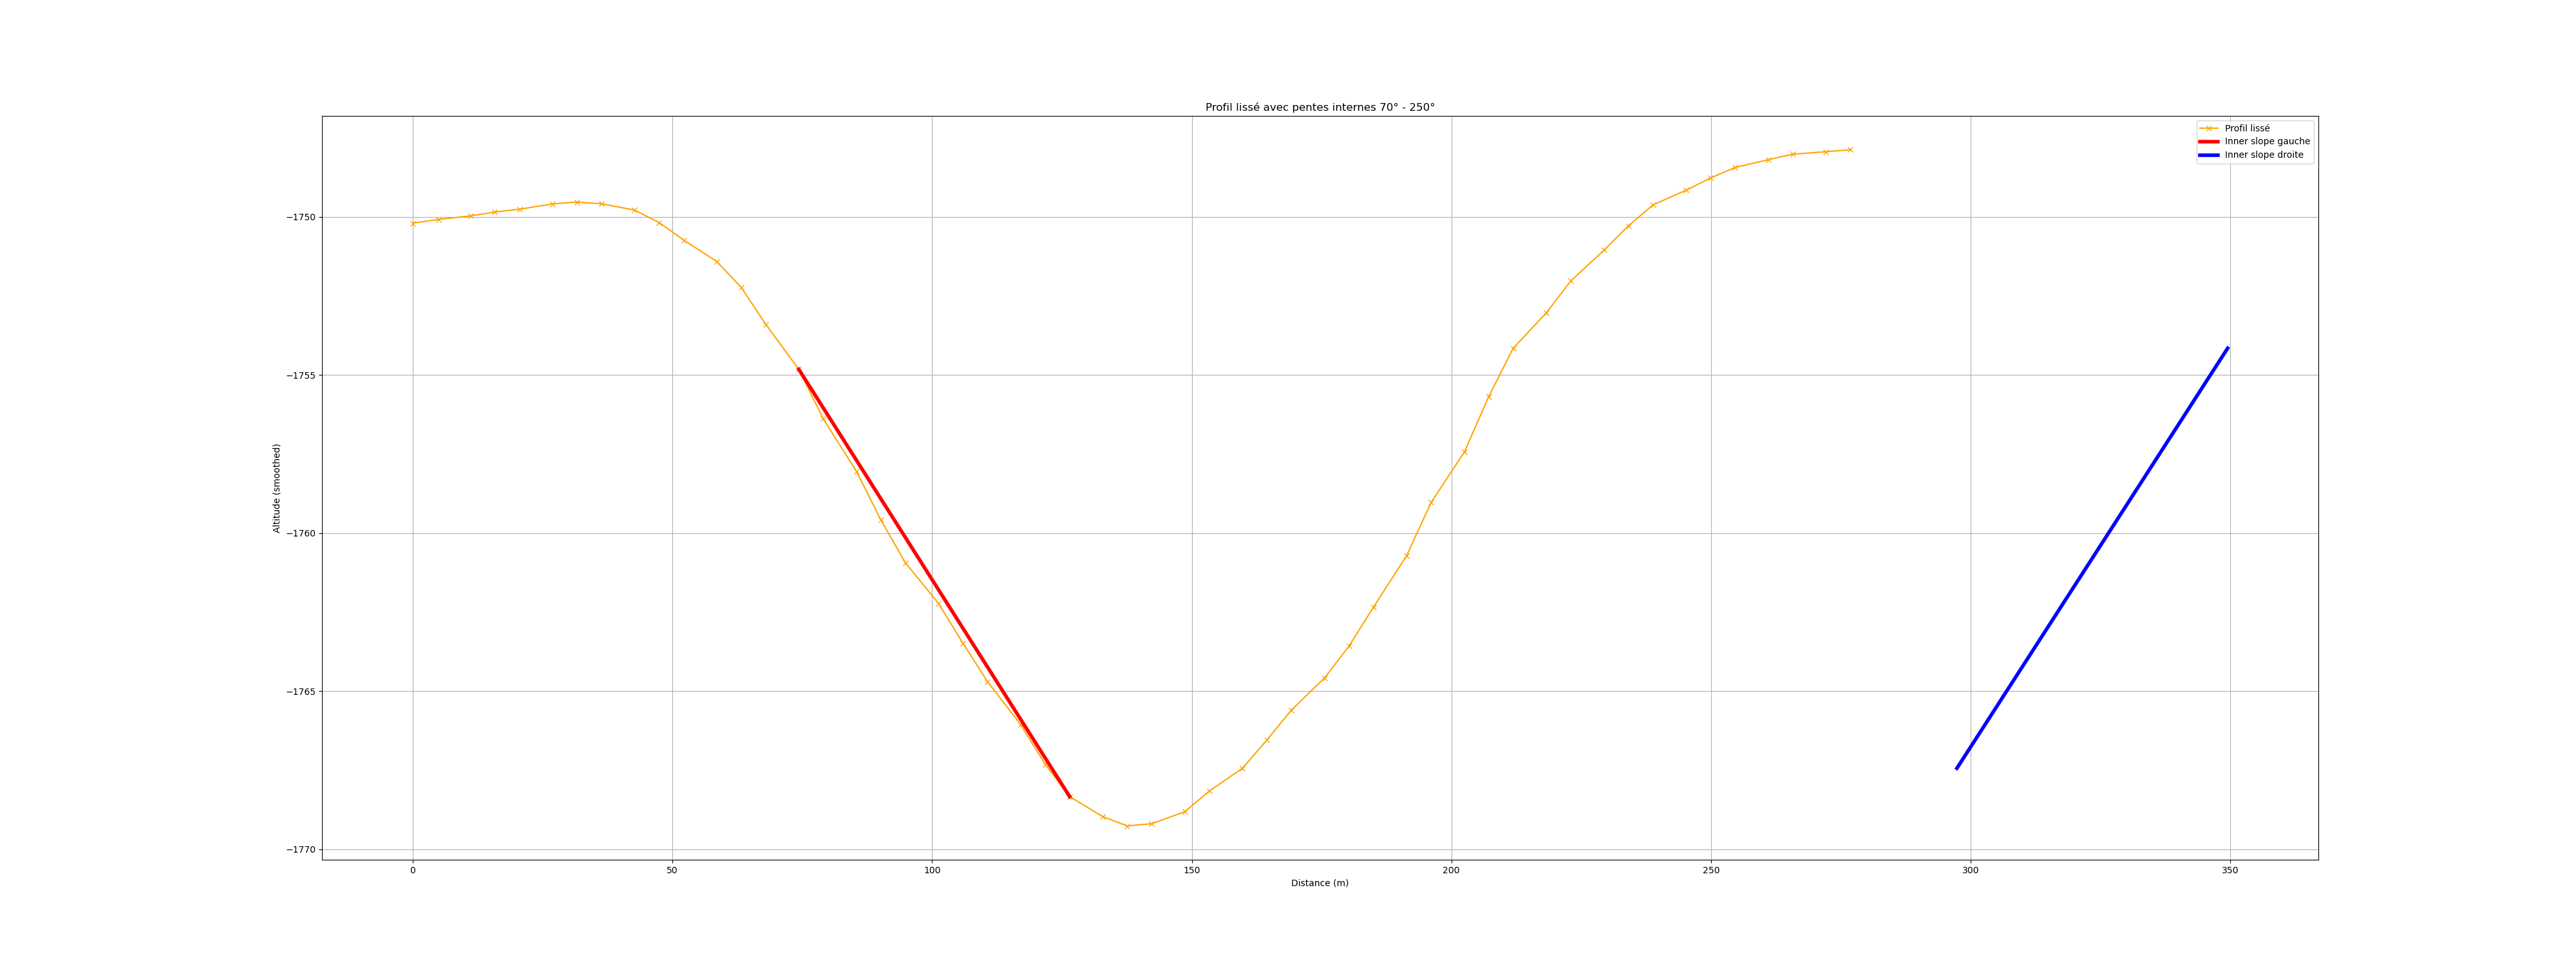 Profil lissé avec pentes internes 70° - 250°
Profil lissé
Inner slope gauche
Inner slope droite
Altitude (smoothed)
−1750
−1755
−1760
−1765
−1770
0
50
100
150
200
250
300
350
Distance (m)